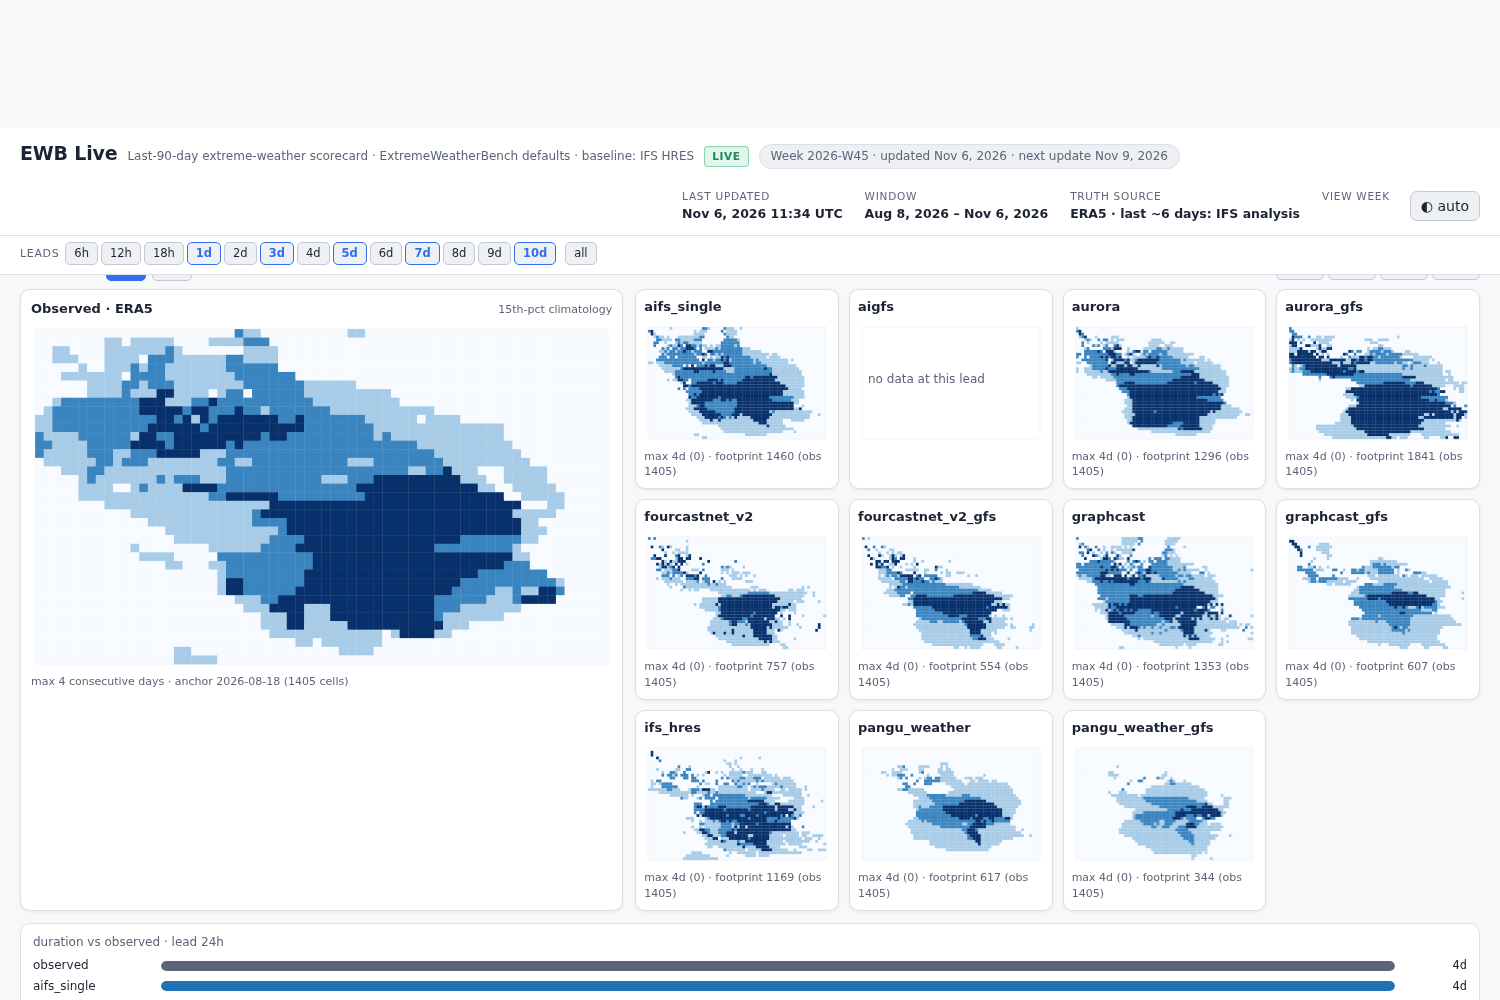 EWB Live Last-90-day extreme-weather scorecard · ExtremeWeatherBench defaults · baseline: IFS HRES LIVE Week 2026-W45 · updated Nov 6, 2026 · next update Nov 9, 2026
LAST UPDATED WINDOW TRUTH SOURCE VIEW WEEK
Nov 6, 2026 11:34 UTC Aug 8, 2026 – Nov 6, 2026 ERA5 · last ~6 days: IFS analysis ◐ auto
LEADS 6h 12h 18h 1d 2d 3d 4d 5d 6d 7d 8d 9d 10d all
Observed · ERA5 15th-pct climatology
max 4 consecutive days · anchor 2026-08-18 (1405 cells)
aifs_single
max 4d (0) · footprint 1460 (obs
1405)
aigfs
no data at this lead
aurora
max 4d (0) · footprint 1296 (obs
1405)
aurora_gfs
max 4d (0) · footprint 1841 (obs
1405)
fourcastnet_v2
max 4d (0) · footprint 757 (obs
1405)
fourcastnet_v2_gfs
max 4d (0) · footprint 554 (obs
1405)
graphcast
max 4d (0) · footprint 1353 (obs
1405)
graphcast_gfs
max 4d (0) · footprint 607 (obs
1405)
ifs_hres
max 4d (0) · footprint 1169 (obs
1405)
pangu_weather
max 4d (0) · footprint 617 (obs
1405)
pangu_weather_gfs
max 4d (0) · footprint 344 (obs
1405)
duration vs observed · lead 24h
observed 4d
aifs_single 4d